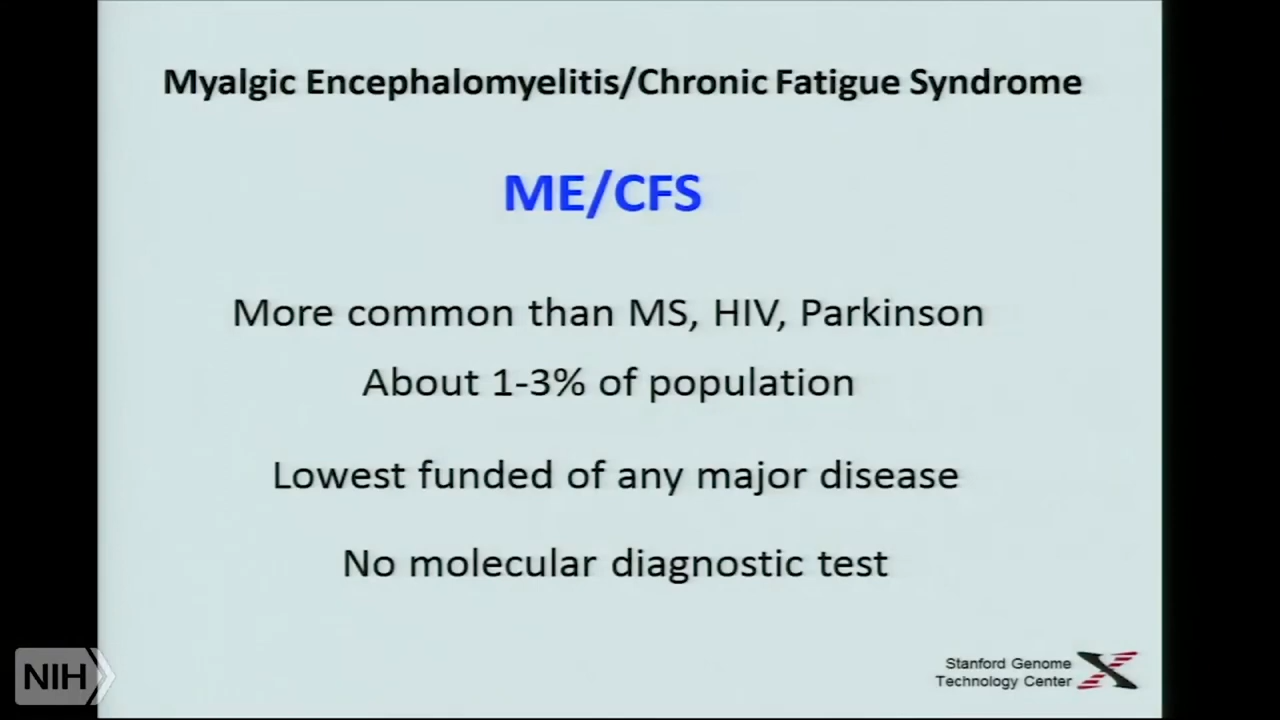 Myalgic Encephalomyelitis/Chronic Fatigue Syndrome
ME/CFS
More common than MS, HIV, Parkinson
About 1-3% of population
Lowest funded of any major disease
No molecular diagnostic test
NIH
Stanford Genome
Technology Center